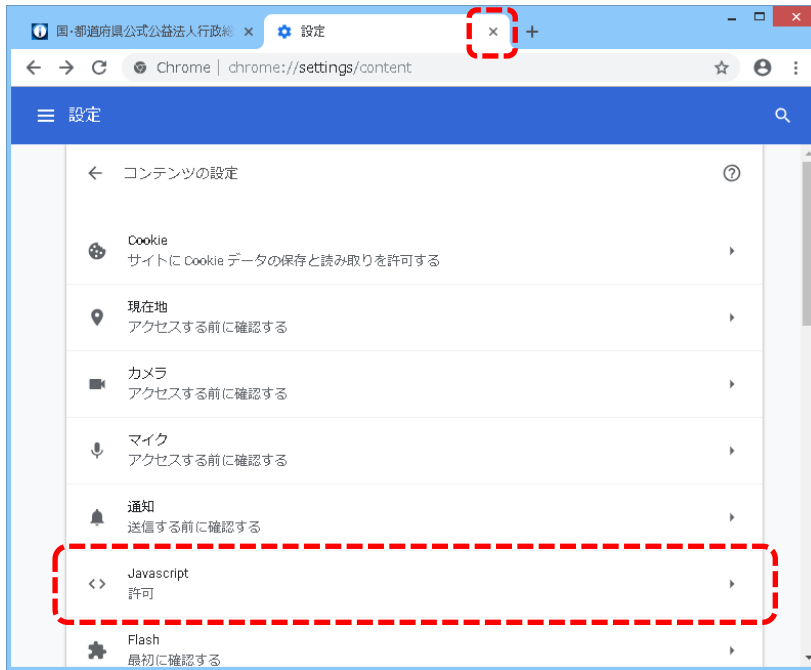 国・都道府県公式公益法人行政総
設定
Chrome | chrome://settings/content
設定
コンテンツの設定
Cookie
サイトに Cookie データの保存と読み取りを許可する
現在地
アクセスする前に確認する
カメラ
アクセスする前に確認する
マイク
アクセスする前に確認する
通知
送信する前に確認する
Javascript
許可
Flash
最初に確認する